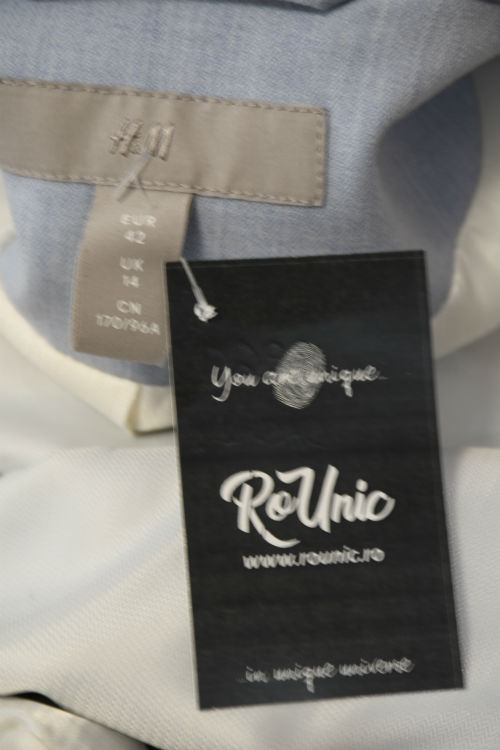 H&M
EUR
42
UK
14
CN
170/96A
You are unique...
RoUnic
www.rounic.ro
...in unique universe